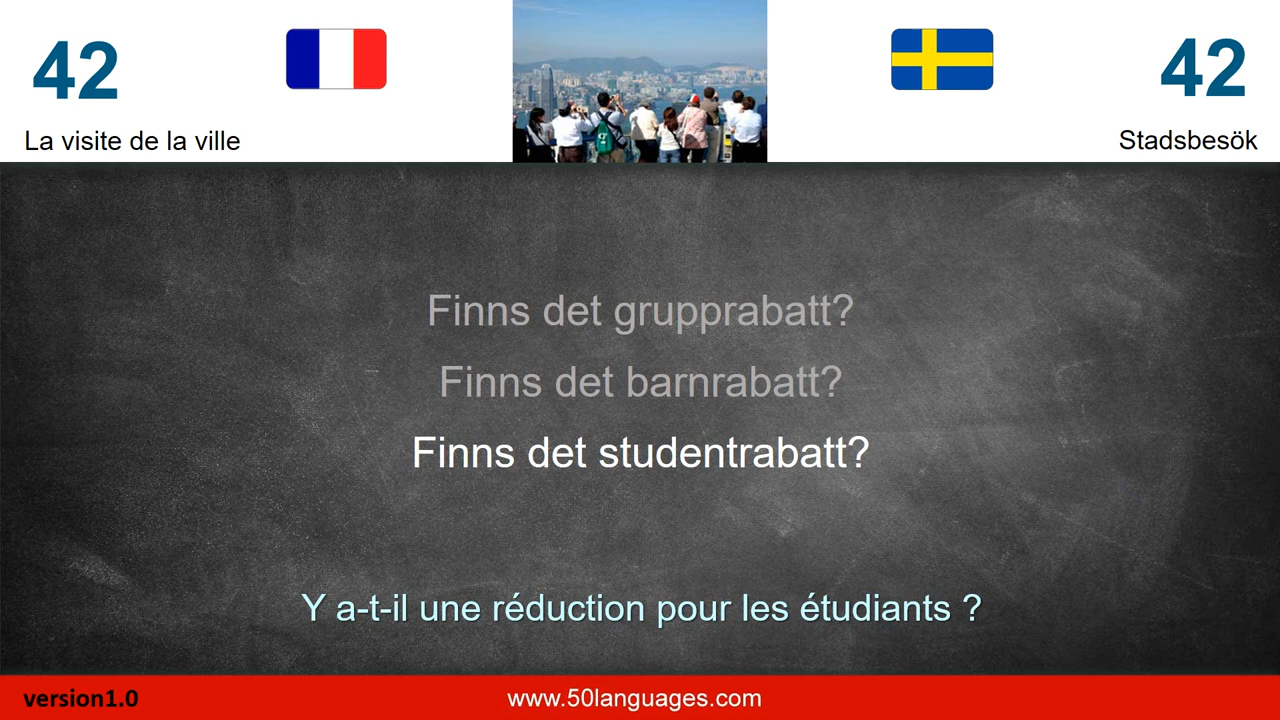 42
42
La visite de la ville
Stadsbesök
Finns det grupprabatt?
Finns det barnrabatt?
Finns det studentrabatt?
Y a-t-il une réduction pour les étudiants ?
version1.0
www.50languages.com